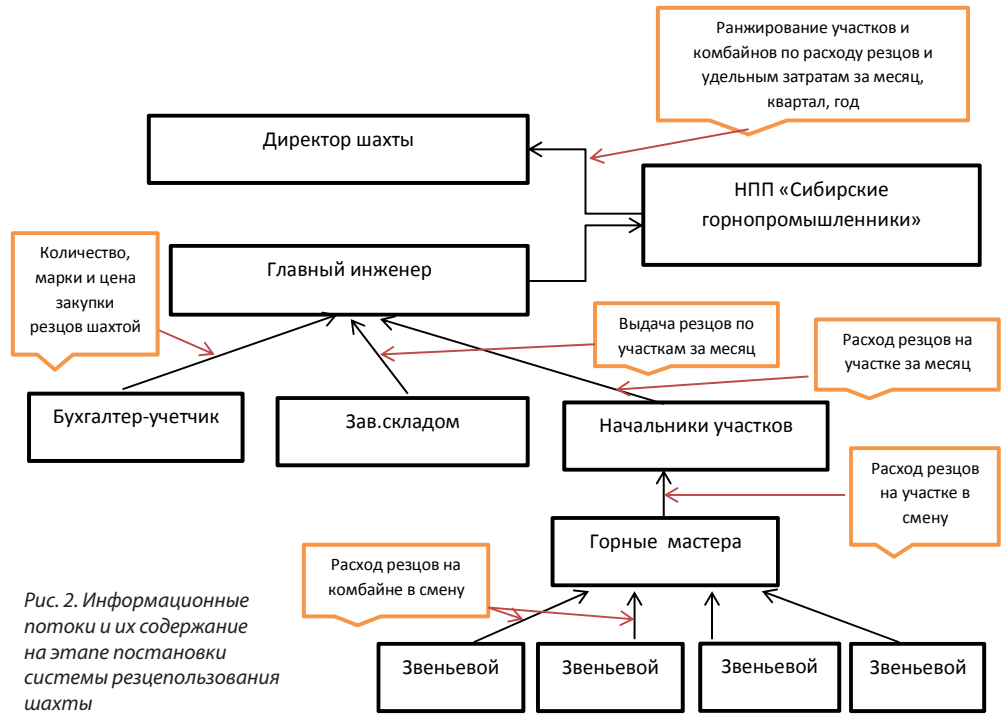 Ранжирование участков и
комбайнов по расходу резцов и
удельным затратам за месяц,
квартал, год
Директор шахты
НПП «Сибирские
горнопромышленники»
Количество,
марки и цена
закупки
резцов шахтой
Главный инженер
Выдача резцов по
участкам за месяц
Расход резцов на
участке за месяц
Бухгалтер-учетчик
Зав.складом
Начальники участков
Расход резцов
на участке в
смену
Горные мастера
Расход резцов на
комбайне в смену
Рис. 2. Информационные
потоки и их содержание
на этапе постановки
системы резцепользования
шахты
Звеньевой
Звеньевой
Звеньевой
Звеньевой